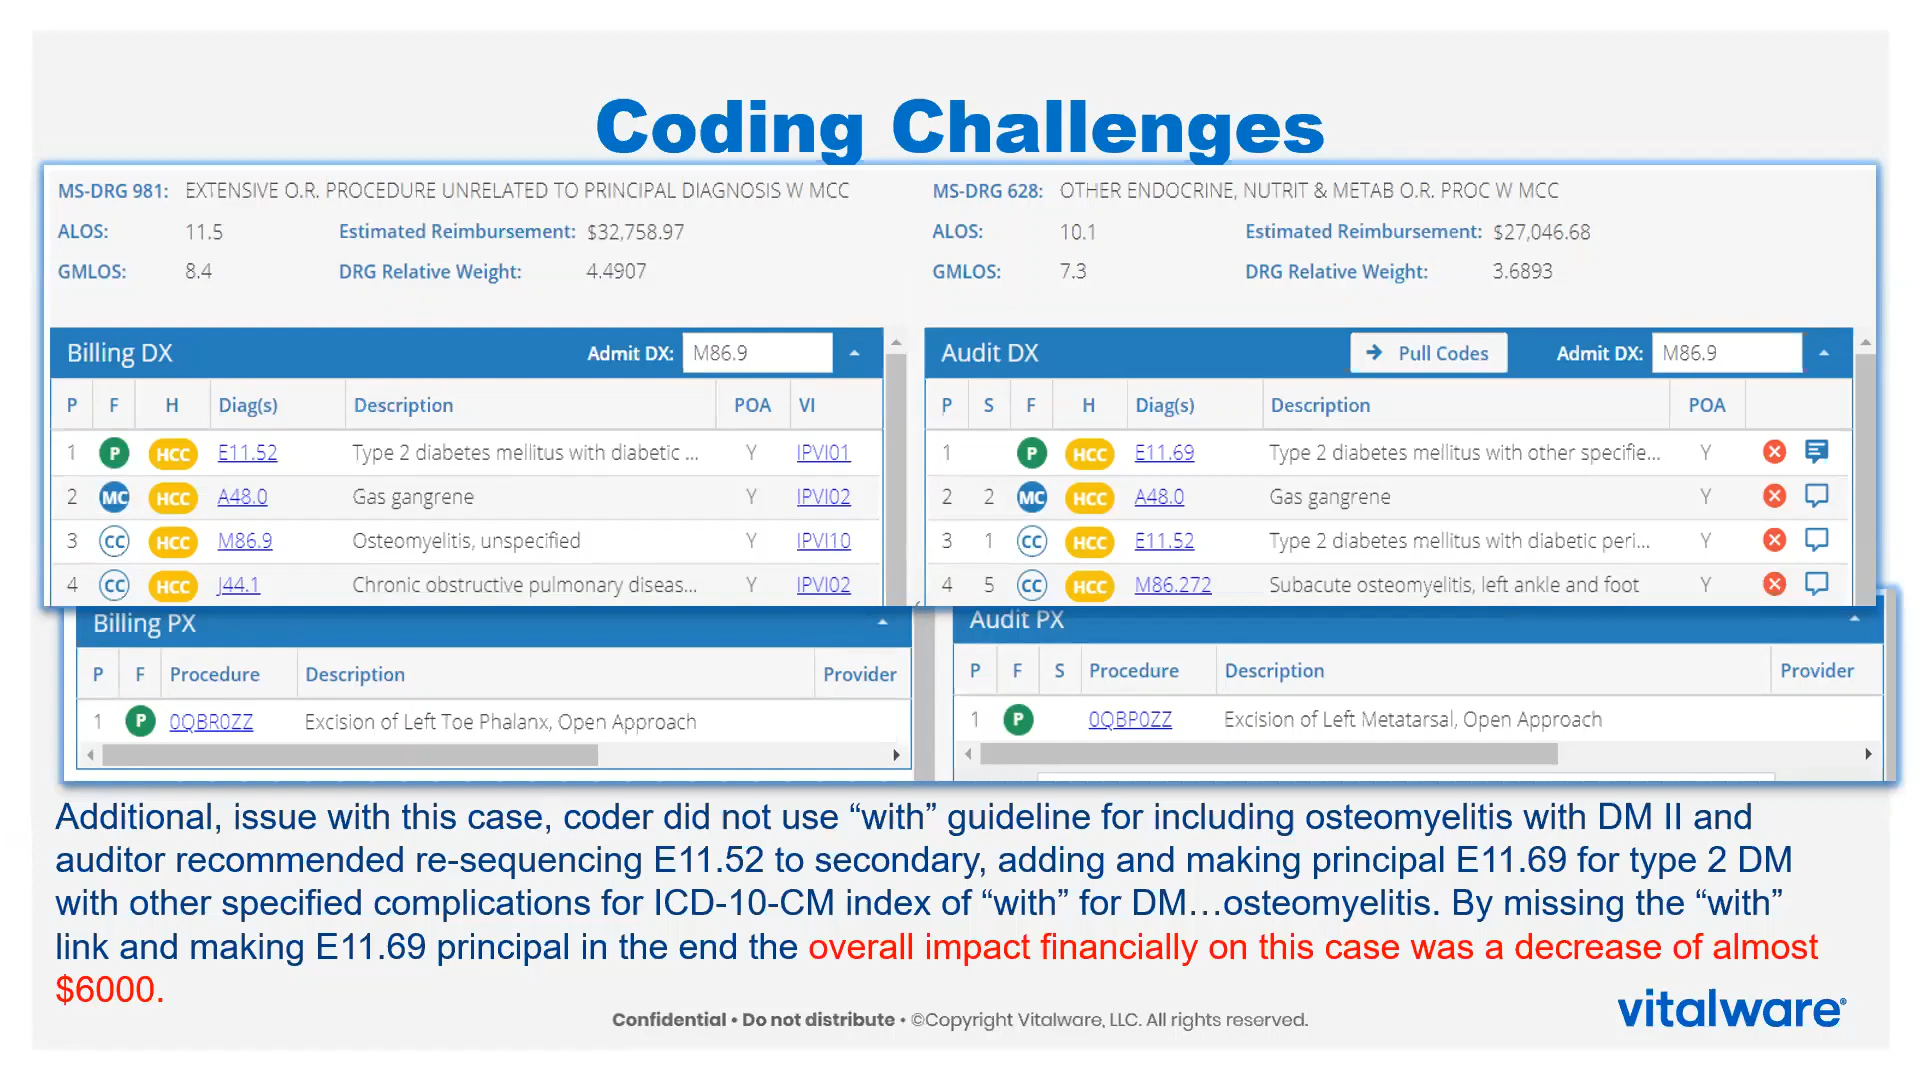 Coding Challenges
MS-DRG 981: EXTENSIVE O.R. PROCEDURE UNRELATED TO PRINCIPAL DIAGNOSIS W MCC
ALOS: 11.5 Estimated Reimbursement: $32,758.97
GMLOS: 8.4 DRG Relative Weight: 4.4907
MS-DRG 628: OTHER ENDOCRINE, NUTRIT & METAB O.R. PROC W MCC
ALOS: 10.1 Estimated Reimbursement: $27,046.68
GMLOS: 7.3 DRG Relative Weight: 3.6893
Billing DX Admit DX: M86.9
P F H Diag(s) Description POA VI
1 P HCC E11.52 Type 2 diabetes mellitus with diabetic ... Y IPVI01
2 MC HCC A48.0 Gas gangrene Y IPVI02
3 CC HCC M86.9 Osteomyelitis, unspecified Y IPVI10
4 CC HCC J44.1 Chronic obstructive pulmonary diseas... Y IPVI02
Audit DX Pull Codes Admit DX: M86.9
P S F H Diag(s) Description POA
1 P HCC E11.69 Type 2 diabetes mellitus with other specifie... Y
2 2 MC HCC A48.0 Gas gangrene Y
3 1 CC HCC E11.52 Type 2 diabetes mellitus with diabetic peri... Y
4 5 CC HCC M86.272 Subacute osteomyelitis, left ankle and foot Y
Billing PX
P F Procedure Description Provider
1 P 0QBR0ZZ Excision of Left Toe Phalanx, Open Approach
Audit PX
P F S Procedure Description Provider
1 P 0QBP0ZZ Excision of Left Metatarsal, Open Approach
Additional, issue with this case, coder did not use “with” guideline for including osteomyelitis with DM II and
auditor recommended re-sequencing E11.52 to secondary, adding and making principal E11.69 for type 2 DM
with other specified complications for ICD-10-CM index of “with” for DM…osteomyelitis. By missing the “with”
link and making E11.69 principal in the end the overall impact financially on this case was a decrease of almost
$6000.
Confidential • Do not distribute • ©Copyright Vitalware, LLC. All rights reserved.
vitalware®